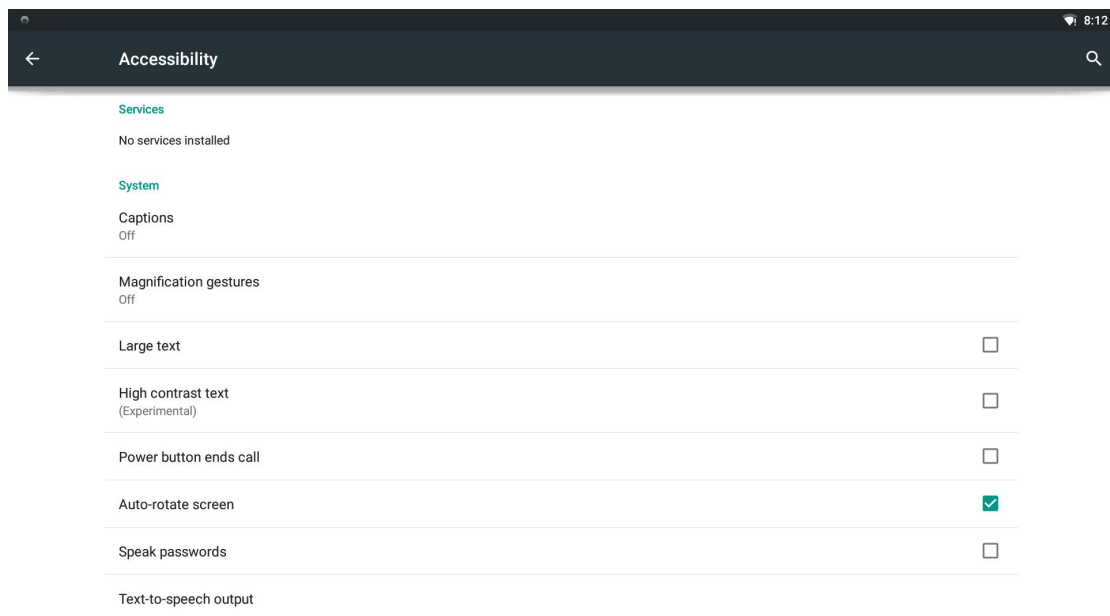 8:12
Accessibility
Services
No services installed
System
Captions
Off
Magnification gestures
Off
Large text
High contrast text
(Experimental)
Power button ends call
Auto-rotate screen
Speak passwords
Text-to-speech output